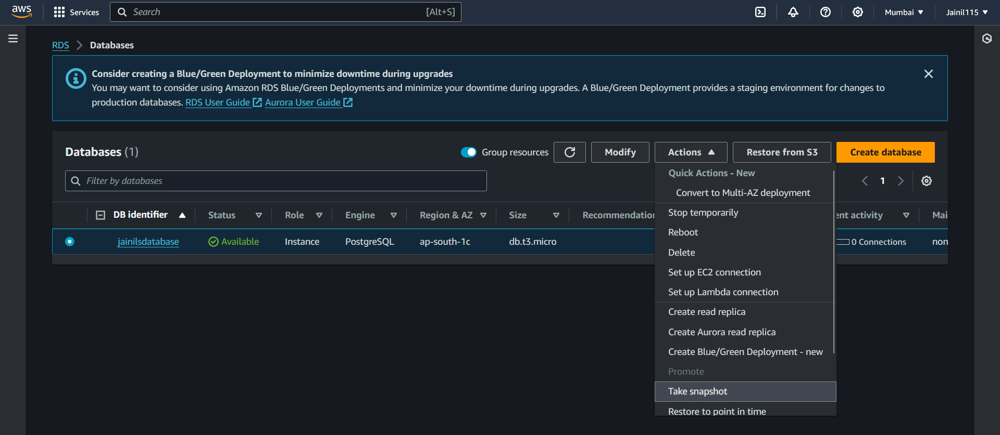 aws
Services
Search
[Alt+S]
Mumbai
Jainil115
RDS
Databases
Consider creating a Blue/Green Deployment to minimize downtime during upgrades
You may want to consider using Amazon RDS Blue/Green Deployments and minimize your downtime during upgrades. A Blue/Green Deployment provides a staging environment for changes to
production databases. RDS User Guide Aurora User Guide
Databases (1)
Group resources
Modify
Actions
Restore from S3
Create database
Filter by databases
1
DB identifier
Status
Role
Engine
Region & AZ
Size
Recommendation
ent activity
Mai
jainilsdatabase
Available
Instance
PostgreSQL
ap-south-1c
db.t3.micro
0 Connections
non
Quick Actions - New
Convert to Multi-AZ deployment
Stop temporarily
Reboot
Delete
Set up EC2 connection
Set up Lambda connection
Create read replica
Create Aurora read replica
Create Blue/Green Deployment - new
Promote
Take snapshot
Restore to point in time